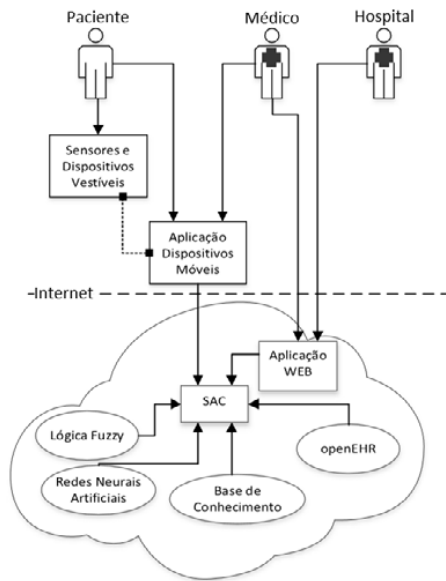 Paciente
Médico
Hospital
Sensores e
Dispositivos
Vestíveis
Aplicação
Dispositivos
Móveis
Internet
Aplicação
WEB
SAC
Lógica Fuzzy
openEHR
Redes Neurais
Artificiais
Base de
Conhecimento